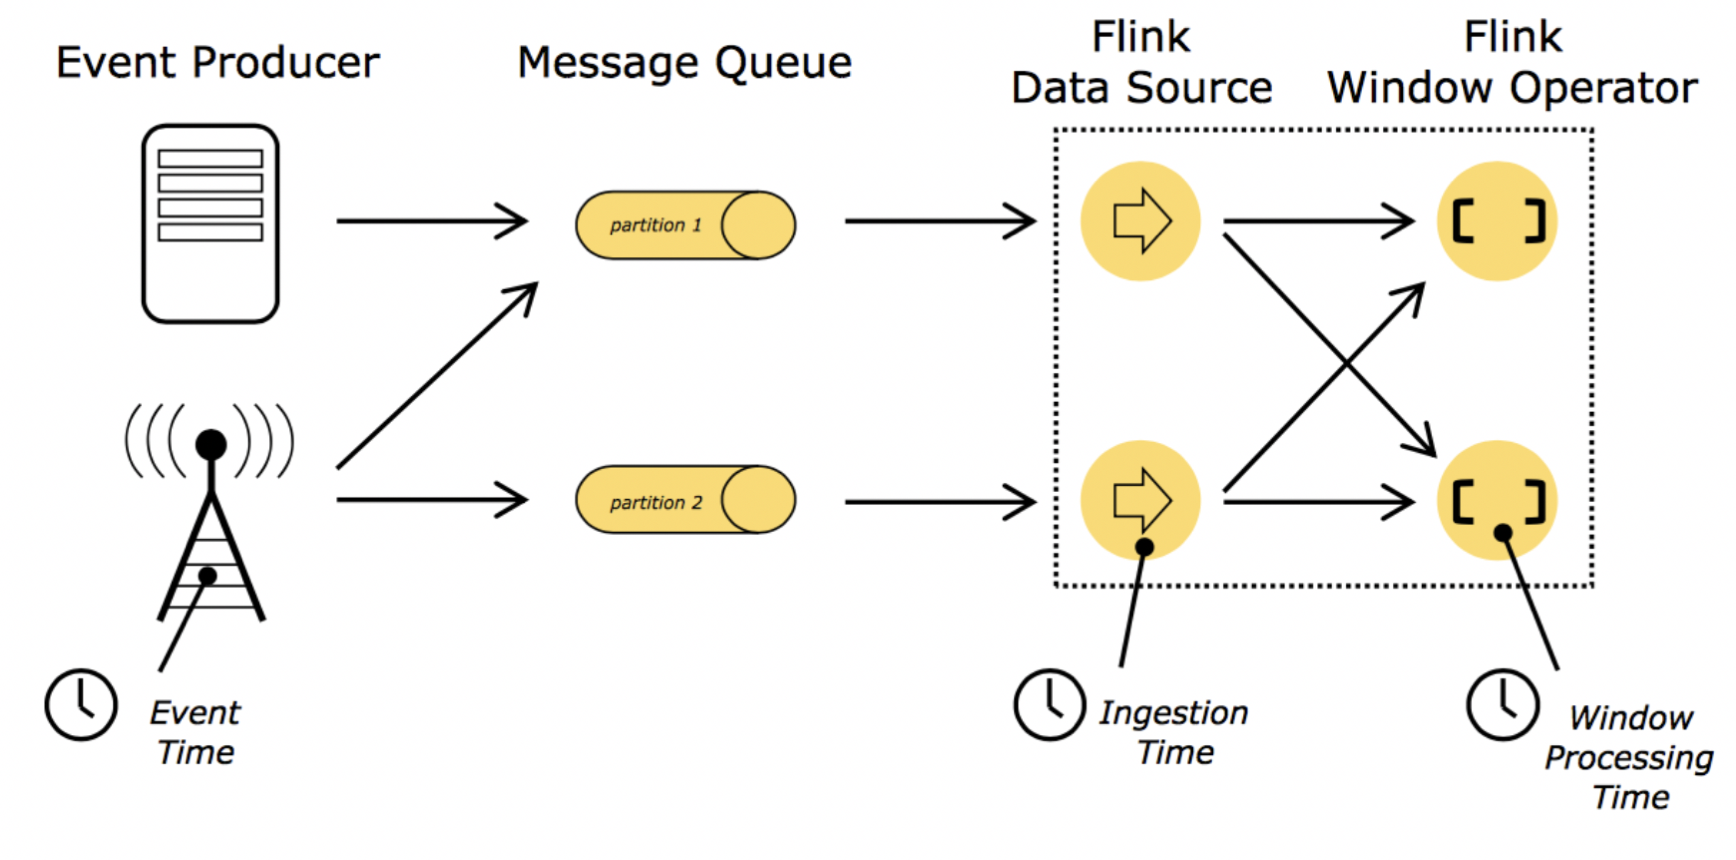 Event Producer
Message Queue
Flink
Data Source
Flink
Window Operator
partition 1
partition 2
Event
Time
Ingestion
Time
Window
Processing
Time